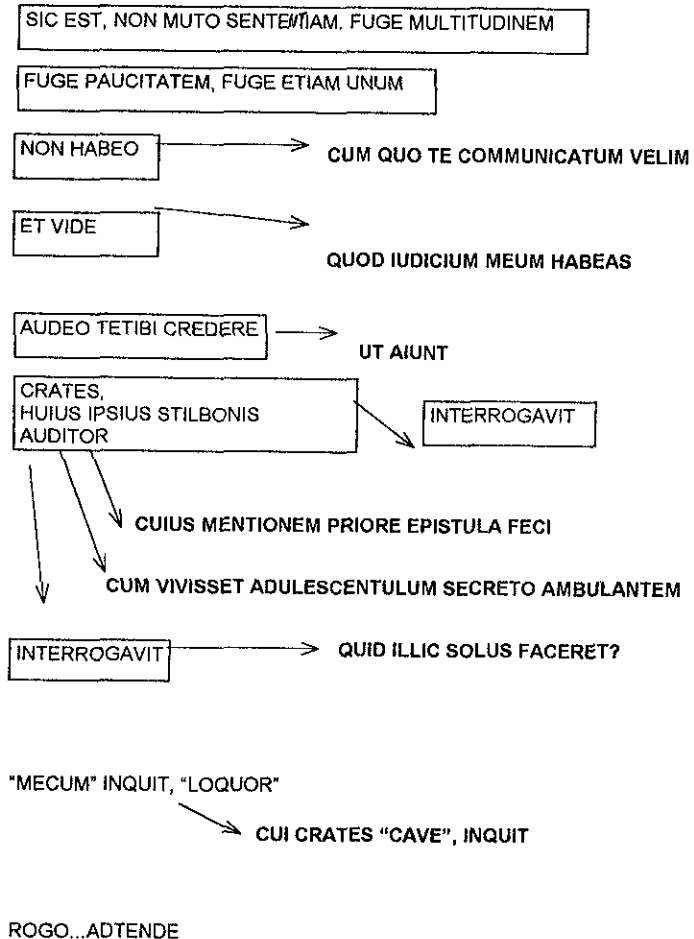 SIC EST, NON MUTO SENTENTIAM. FUGE MULTITUDINEM
FUGE PAUCITATEM, FUGE ETIAM UNUM
NON HABEO
CUM QUO TE COMMUNICATUM VELIM
ET VIDE
QUOD IUDICIUM MEUM HABEAS
AUDEO TETIBI CREDERE
UT AIUNT
CRATES,
HUIUS IPSIUS STILBONIS
AUDITOR
INTERROGAVIT
CUIUS MENTIONEM PRIORE EPISTULA FECI
CUM VIVISSET ADULESCENTULUM SECRETO AMBULANTEM
INTERROGAVIT
QUID ILLIC SOLUS FACERET?
"MECUM" INQUIT, "LOQUOR"
CUI CRATES "CAVE", INQUIT
ROGO...ADTENDE